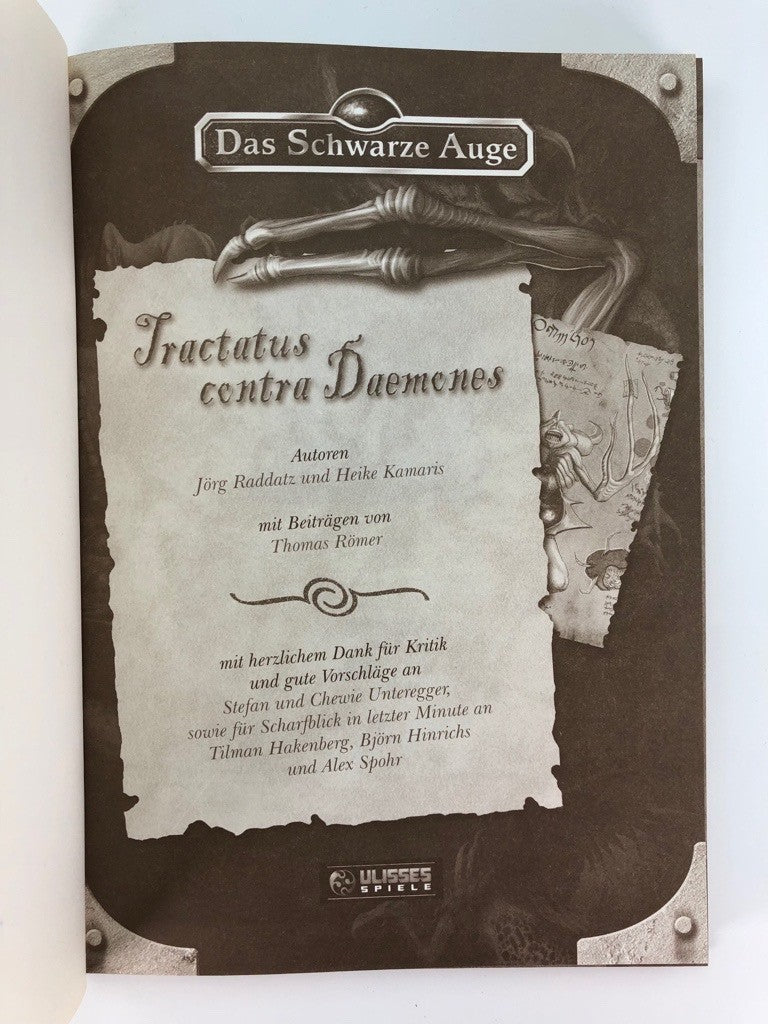 Das Schwarze Auge
Tractatus
contra Daemones
Autoren
Jörg Raddatz und Heike Kamaris
mit Beiträgen von
Thomas Römer
mit herzlichem Dank für Kritik
und gute Vorschläge an
Stefan und Chewie Unteregger,
sowie für Scharfblick in letzter Minute an
Tilman Hakenberg, Björn Hinrichs
und Alex Spohr
ULISSES
SPIELE